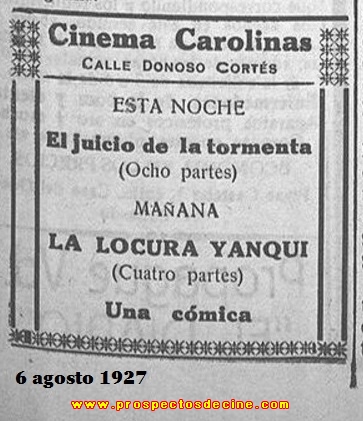 Cinema Carolinas
CALLE DONOSO CORTÉS
ESTA NOCHE
El juicio de la tormenta
(Ocho partes)
MAÑANA
LA LOCURA YANQUI
(Cuatro partes)
Una cómica
6 agosto 1927
www.prospectosdecine.com